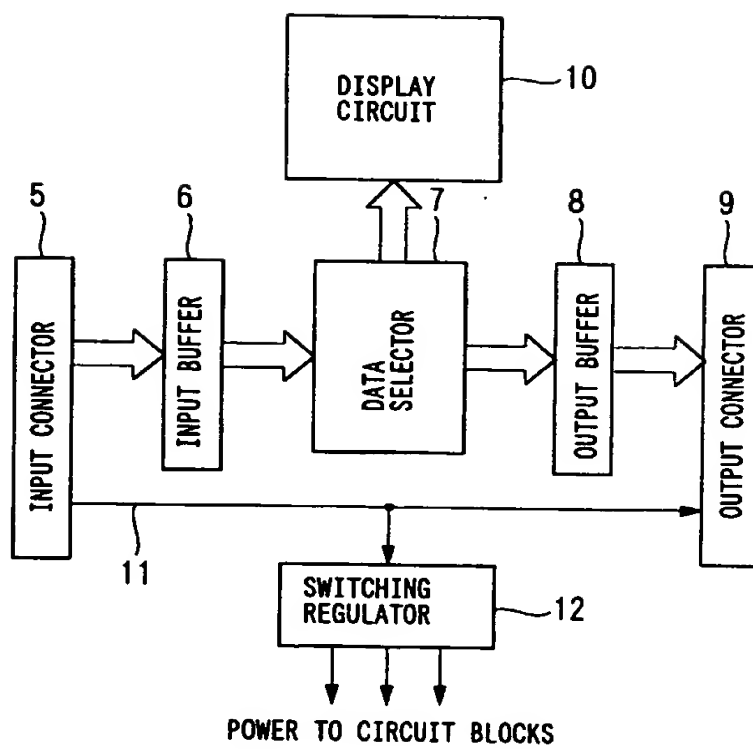 DISPLAY
CIRCUIT
10
5
6
7
8
9
INPUT CONNECTOR
INPUT BUFFER
DATA
SELECTOR
OUTPUT BUFFER
OUTPUT CONNECTOR
11
SWITCHING
REGULATOR
12
POWER TO CIRCUIT BLOCKS